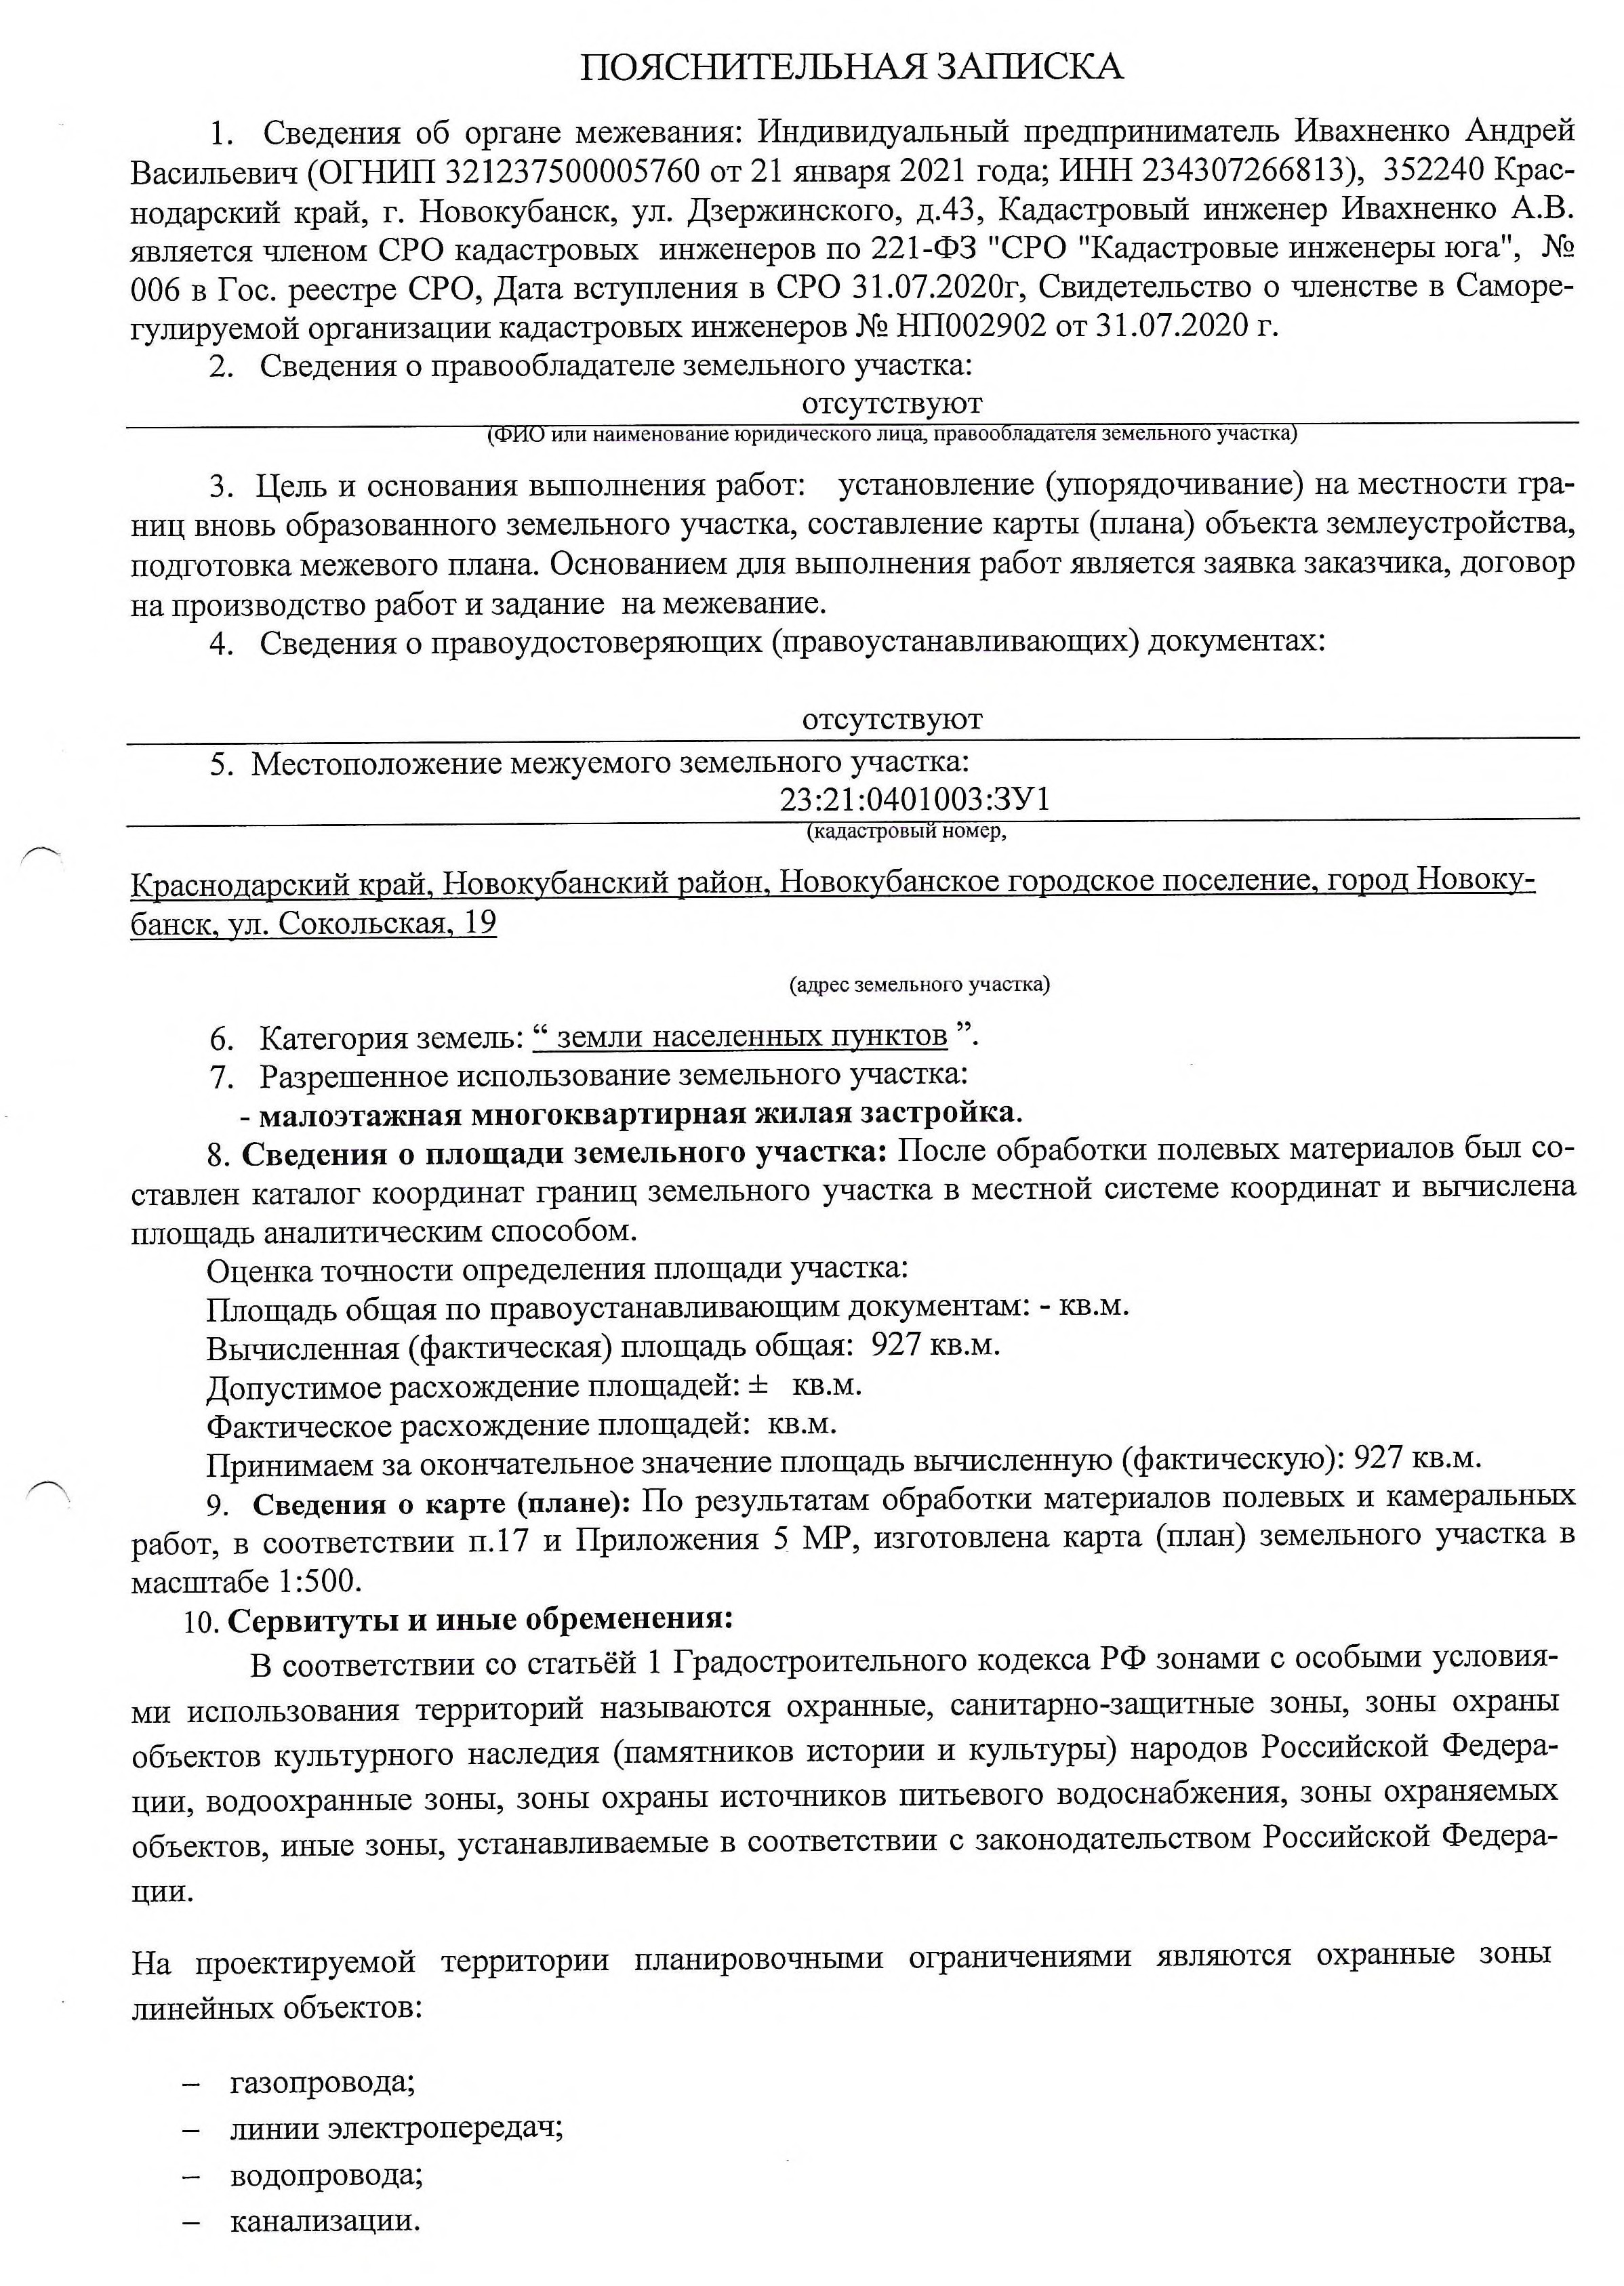 ПОЯСНИТЕЛЬНАЯ ЗАПИСКА
1. Сведения об органе межевания: Индивидуальный предприниматель Ивахненко Андрей
Васильевич (ОГНИП 321237500005760 от 21 января 2021 года; ИНН 234307266813), 352240 Крас-
нодарский край, г. Новокубанск, ул. Дзержинского, д.43, Кадастровый инженер Ивахненко А.В.
является членом СРО кадастровых инженеров по 221-ФЗ "СРО "Кадастровые инженеры юга", №
006 в Гос. реестре СРО, Дата вступления в СРО 31.07.2020г, Свидетельство о членстве в Саморе-
гулируемой организации кадастровых инженеров № НП002902 от 31.07.2020 г.
2. Сведения о правообладателе земельного участка:
отсутствуют
(ФИО или наименование юридического лица, правообладателя земельного участка)
3. Цель и основания выполнения работ: установление (упорядочивание) на местности гра-
ниц вновь образованного земельного участка, составление карты (плана) объекта землеустройства,
подготовка межевого плана. Основанием для выполнения работ является заявка заказчика, договор
на производство работ и задание на межевание.
4. Сведения о правоудостоверяющих (правоустанавливающих) документах:
отсутствуют
5. Местоположение межуемого земельного участка:
23:21:0401003:ЗУ1
(кадастровый номер,
Краснодарский край, Новокубанский район, Новокубанское городское поселение, город Новоку-
банск, ул. Сокольская, 19
(адрес земельного участка)
6. Категория земель: “ земли населенных пунктов ”.
7. Разрешенное использование земельного участка:
- малоэтажная многоквартирная жилая застройка.
8. Сведения о площади земельного участка: После обработки полевых материалов был со-
ставлен каталог координат границ земельного участка в местной системе координат и вычислена
площадь аналитическим способом.
Оценка точности определения площади участка:
Площадь общая по правоустанавливающим документам: - кв.м.
Вычисленная (фактическая) площадь общая: 927 кв.м.
Допустимое расхождение площадей: ± кв.м.
Фактическое расхождение площадей: кв.м.
Принимаем за окончательное значение площадь вычисленную (фактическую): 927 кв.м.
9. Сведения о карте (плане): По результатам обработки материалов полевых и камеральных
работ, в соответствии п.17 и Приложения 5 МР, изготовлена карта (план) земельного участка в
масштабе 1:500.
10. Сервитуты и иные обременения:
В соответствии со статьёй 1 Градостроительного кодекса РФ зонами с особыми условия-
ми использования территорий называются охранные, санитарно-защитные зоны, зоны охраны
объектов культурного наследия (памятников истории и культуры) народов Российской Федера-
ции, водоохранные зоны, зоны охраны источников питьевого водоснабжения, зоны охраняемых
объектов, иные зоны, устанавливаемые в соответствии с законодательством Российской Федера-
ции.
На проектируемой территории планировочными ограничениями являются охранные зоны
линейных объектов:
– газопровода;
– линии электропередач;
– водопровода;
– канализации.